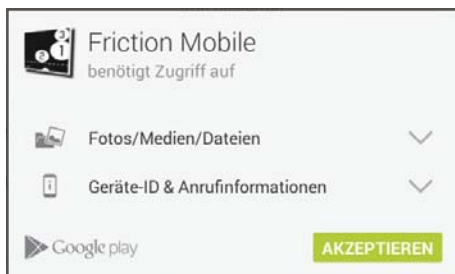 Friction Mobile
benötigt Zugriff auf
Fotos/Medien/Dateien
Geräte-ID & Anrufinformationen
Google play
AKZEPTIEREN